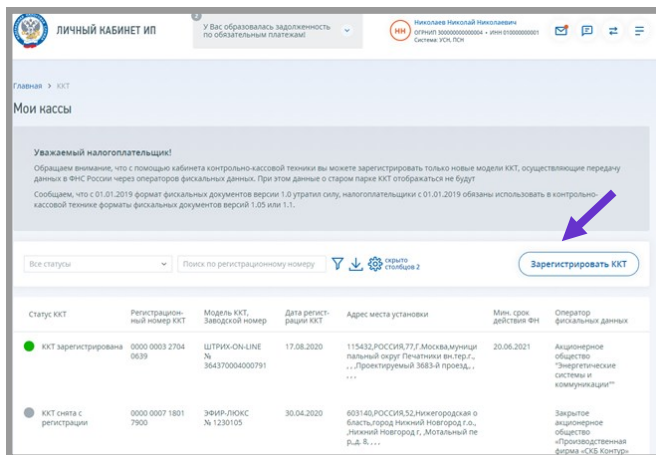 ЛИЧНЫЙ КАБИНЕТ ИП
2
У Вас образовалась задолженность
по обязательным платежам!
НН
Николаев Николай Николаевич
ОГРНИП 300000000000004 • ИНН 010000000001
Система: УСН, ПСН
Главная > ККТ
Мои кассы
Уважаемый налогоплательщик!
Обращаем внимание, что с помощью кабинета контрольно-кассовой техники вы можете зарегистрировать только новые модели ККТ, осуществляющие передачу
данных в ФНС России через операторов фискальных данных. При этом данные о старом парке ККТ отображаться не будут
Сообщаем, что с 01.01.2019 формат фискальных документов версии 1.0 утратил силу, налогоплательщики с 01.01.2019 обязаны использовать в контрольно-
кассовой технике форматы фискальных документов версий 1.05 или 1.1.
Все статусы
Поиск по регистрационному номеру
скрыто
столбцов 2
Зарегистрировать ККТ
Статус ККТ
Регистрацион-
ный номер ККТ
Модель ККТ,
Заводской номер
Дата регист-
рации ККТ
Адрес места установки
Мин. срок
действия ФН
Оператор
фискальных данных
ККТ зарегистрирована
0000 0003 2704
0639
ШТРИХ-ON-LINE
№
364370004000791
17.08.2020
115432,РОССИЯ,77,Г.Москва,муници
пальный округ Печатники вн.тер.г.,
, , ,Проектируемый 3683-й проезд,, ,
, , ,
20.06.2021
Акционерное
общество
"Энергетические
системы и
коммуникации""
ККТ снята с
регистрации
0000 0007 1801
7900
ЭФИР-ЛЮКС
№ 1230105
30.04.2020
603140,РОССИЯ,52,Нижегородская о
бласть,город Нижний Новгород г.о.,
,Нижний Новгород г, ,Мотальный пе
р,,д. 8, , , ,
Закрытое
акционерное
общество
«Производственная
фирма «СКБ Контур»